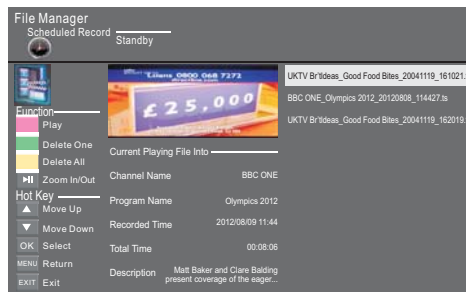 File Manager
Scheduled Record
Standby
Function
Play
Delete One
Delete All
Zoom In/Out
Hot Key
Move Up
Move Down
OK Select
MENU Return
EXIT Exit
0800 068 7272
£25,000
Current Playing File Into
Channel Name BBC ONE
Program Name Olympics 2012
Recorded Time 2012/08/09 11:44
Total Time 00:08:06
Description Matt Baker and Clare Balding
present coverage of the eager...
UKTV Br'tIdeas_Good Food Bites_20041119_161021.
BBC ONE_Olympics 2012_20120808_114427.ts
UKTV Br'tIdeas_Good Food Bites_20041119_162019.